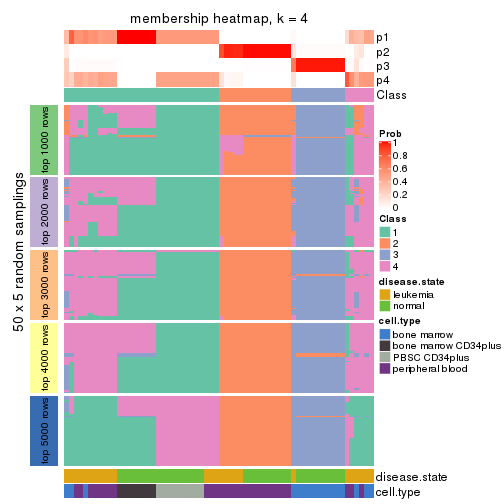 membership heatmap, k = 4
p1
p2
p3
p4
Class
50 x 5 random samplings
top 1000 rows
top 2000 rows
top 3000 rows
top 4000 rows
top 5000 rows
Prob
1
0.8
0.6
0.4
0.2
0
Class
1
2
3
4
disease.state
leukemia
normal
cell.type
bone marrow
bone marrow CD34plus
PBSC CD34plus
peripheral blood
disease.state
cell.type